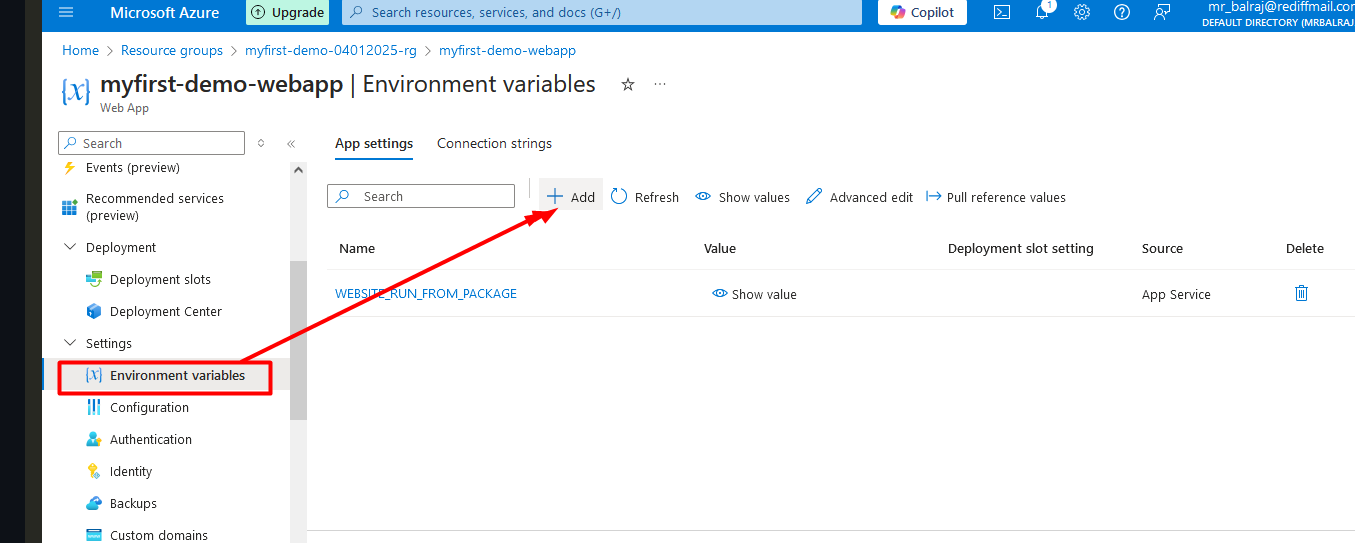 Microsoft Azure
Upgrade
Search resources, services, and docs (G+/)
Copilot
1
mr_balraj@rediffmail.com
DEFAULT DIRECTORY (MRBALRAJ
Home > Resource groups > myfirst-demo-04012025-rg > myfirst-demo-webapp
myfirst-demo-webapp | Environment variables
Web App
Search
Events (preview)
Recommended services
(preview)
Deployment
Deployment slots
Deployment Center
Settings
Environment variables
Configuration
Authentication
Identity
Backups
Custom domains
App settings
Connection strings
Search
Add
Refresh
Show values
Advanced edit
Pull reference values
Name
Value
Deployment slot setting
Source
Delete
WEBSITE_RUN_FROM_PACKAGE
Show value
App Service